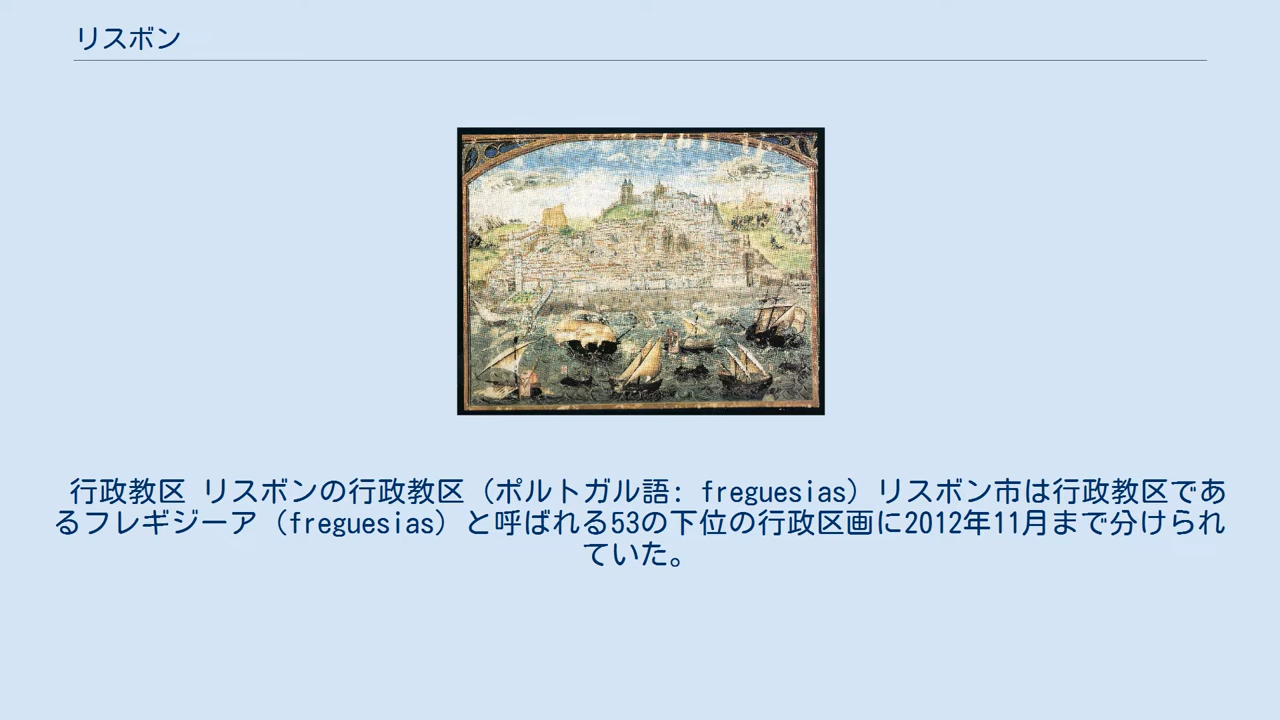 リスボン
行政教区 リスボンの行政教区（ポルトガル語: freguesias）リスボン市は行政教区であ
るフレギジーア（freguesias）と呼ばれる53の下位の行政区画に2012年11月まで分けられ
ていた。